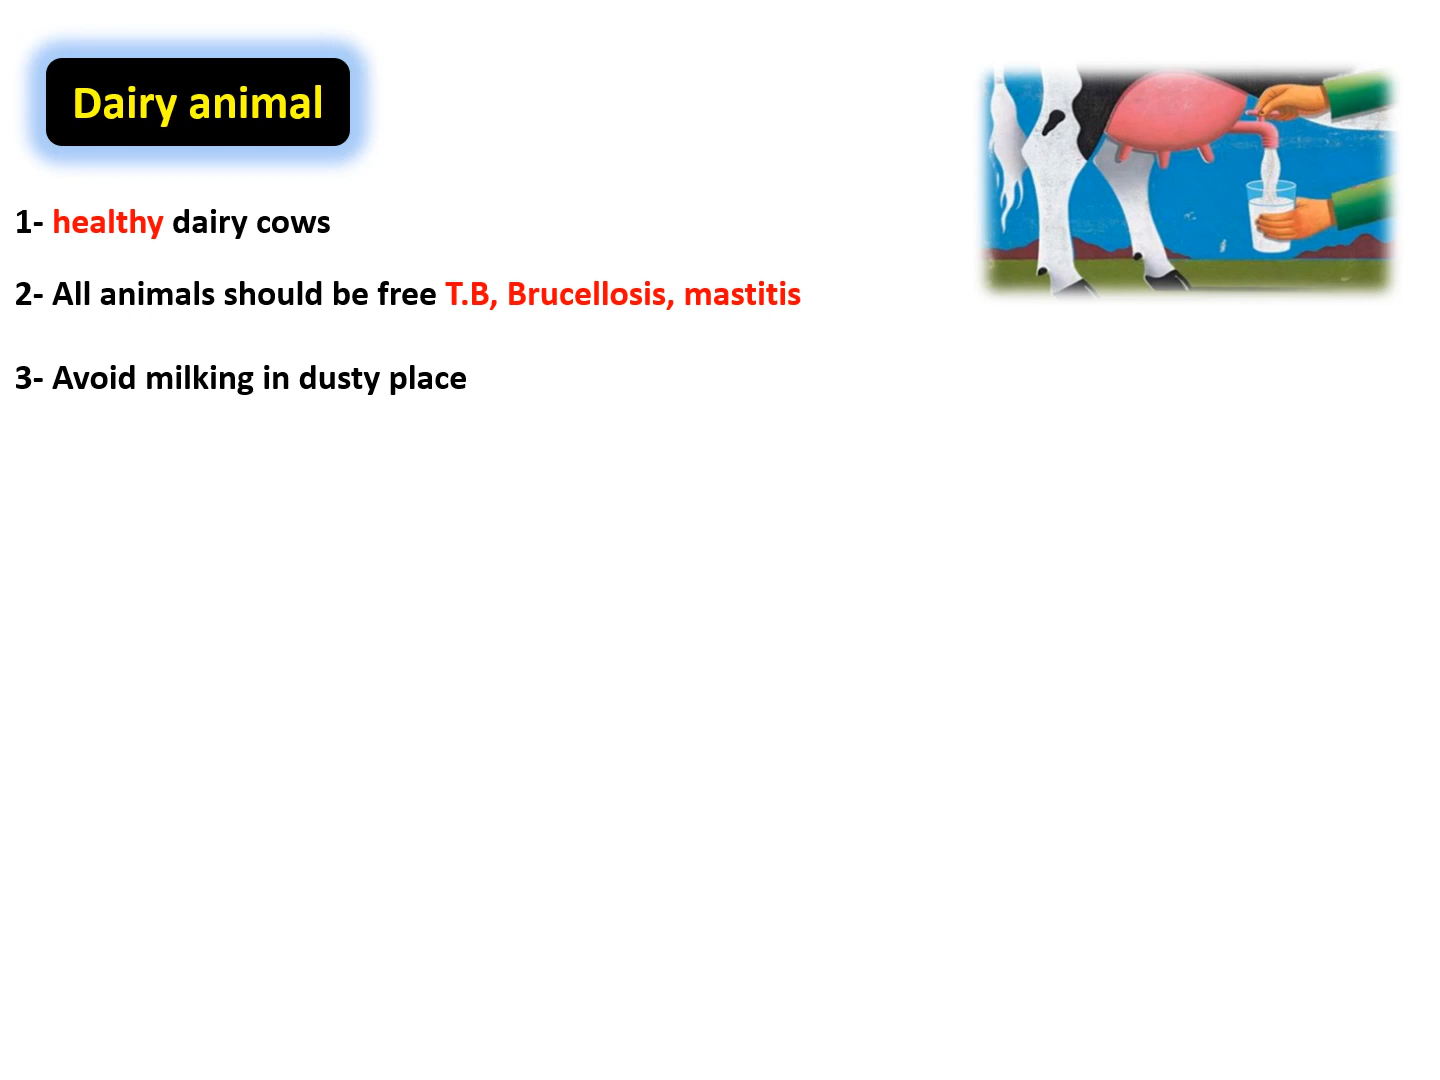 Dairy animal
1- healthy dairy cows
2- All animals should be free T.B, Brucellosis, mastitis
3- Avoid milking in dusty place